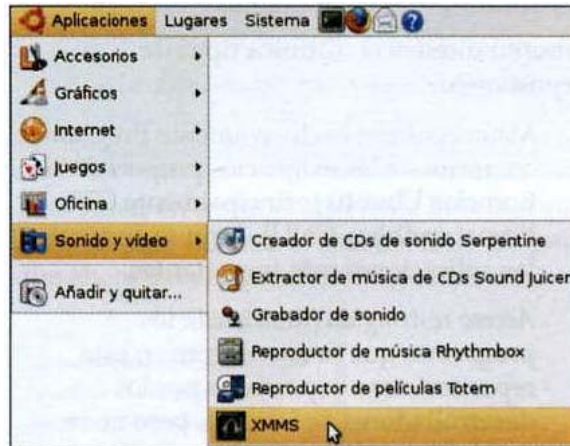 Aplicaciones Lugares Sistema
Accesorios
Gráficos
Internet
Juegos
Oficina
Sonido y vídeo
Añadir y quitar...
Creador de CDs de sonido Serpentine
Extractor de música de CDs Sound Juicer
Grabador de sonido
Reproductor de música Rhythmbox
Reproductor de películas Totem
XMMS